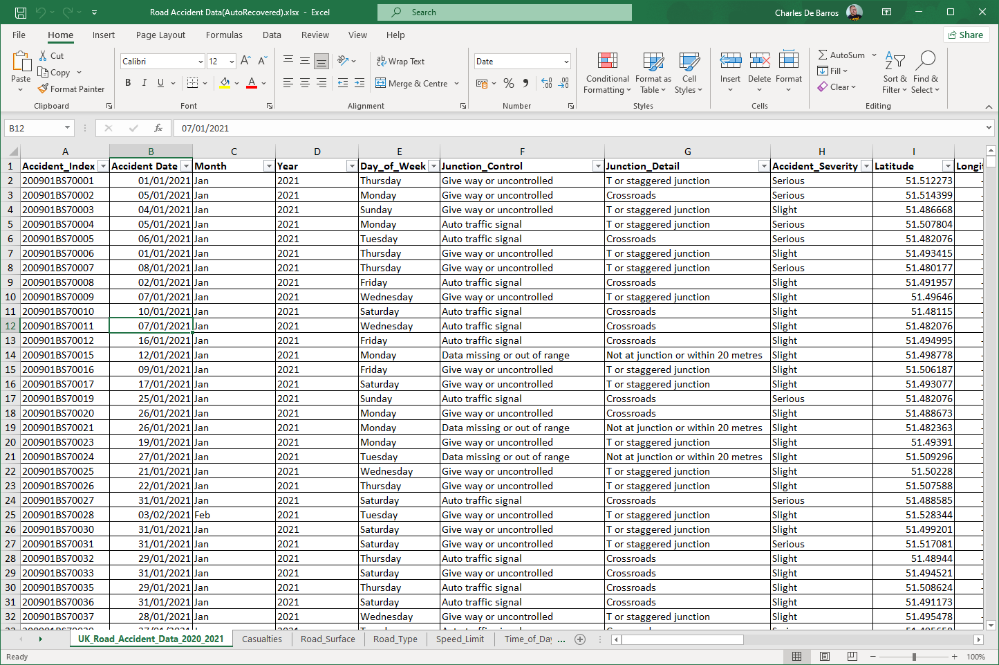 Road Accident Data(AutoRecovered).xlsx - Excel
Search
Charles De Barros
File Home Insert Page Layout Formulas Data Review View Help
Share
Paste
Cut
Copy
Format Painter
Clipboard
Calibri 12
B I U A
Font
Wrap Text
Merge & Centre
Alignment
Date
%
Number
Conditional Formatting
Format as Table
Cell Styles
Styles
Insert Delete Format
Cells
AutoSum
Fill
Clear
Sort & Filter
Find & Select
Editing
B12 fx 07/01/2021
A B C D E F G H I
1 Accident_Index Accident Date Month Year Day_of_Week Junction_Control Junction_Detail Accident_Severity Latitude
2 200901BS70001 01/01/2021 Jan 2021 Thursday Give way or uncontrolled T or staggered junction Serious 51.512273
3 200901BS70002 05/01/2021 Jan 2021 Monday Give way or uncontrolled Crossroads Serious 51.514399
4 200901BS70003 04/01/2021 Jan 2021 Sunday Give way or uncontrolled T or staggered junction Slight 51.486668
5 200901BS70004 05/01/2021 Jan 2021 Monday Auto traffic signal T or staggered junction Serious 51.507804
6 200901BS70005 06/01/2021 Jan 2021 Tuesday Auto traffic signal Crossroads Serious 51.482076
7 200901BS70006 01/01/2021 Jan 2021 Thursday Give way or uncontrolled T or staggered junction Slight 51.493415
8 200901BS70007 08/01/2021 Jan 2021 Thursday Give way or uncontrolled T or staggered junction Serious 51.480177
9 200901BS70008 02/01/2021 Jan 2021 Friday Auto traffic signal Crossroads Slight 51.491957
10 200901BS70009 07/01/2021 Jan 2021 Wednesday Give way or uncontrolled T or staggered junction Slight 51.49646
11 200901BS70010 10/01/2021 Jan 2021 Saturday Auto traffic signal Crossroads Slight 51.48115
12 200901BS70011 07/01/2021 Jan 2021 Wednesday Auto traffic signal Crossroads Slight 51.482076
13 200901BS70012 16/01/2021 Jan 2021 Friday Auto traffic signal Crossroads Slight 51.494995
14 200901BS70015 12/01/2021 Jan 2021 Monday Data missing or out of range Not at junction or within 20 metres Slight 51.498778
15 200901BS70016 09/01/2021 Jan 2021 Friday Give way or uncontrolled T or staggered junction Slight 51.506187
16 200901BS70017 17/01/2021 Jan 2021 Saturday Give way or uncontrolled T or staggered junction Slight 51.493077
17 200901BS70019 25/01/2021 Jan 2021 Sunday Auto traffic signal Crossroads Serious 51.482076
18 200901BS70020 26/01/2021 Jan 2021 Monday Give way or uncontrolled Crossroads Slight 51.488673
19 200901BS70021 26/01/2021 Jan 2021 Monday Data missing or out of range Not at junction or within 20 metres Slight 51.482363
20 200901BS70023 19/01/2021 Jan 2021 Monday Give way or uncontrolled T or staggered junction Slight 51.49391
21 200901BS70024 27/01/2021 Jan 2021 Tuesday Data missing or out of range Not at junction or within 20 metres Slight 51.509296
22 200901BS70025 21/01/2021 Jan 2021 Wednesday Give way or uncontrolled T or staggered junction Slight 51.50228
23 200901BS70026 22/01/2021 Jan 2021 Thursday Give way or uncontrolled T or staggered junction Slight 51.507588
24 200901BS70027 31/01/2021 Jan 2021 Saturday Auto traffic signal Crossroads Serious 51.488585
25 200901BS70028 03/02/2021 Feb 2021 Tuesday Give way or uncontrolled T or staggered junction Slight 51.528344
26 200901BS70030 31/01/2021 Jan 2021 Saturday Give way or uncontrolled T or staggered junction Slight 51.499201
27 200901BS70031 31/01/2021 Jan 2021 Saturday Give way or uncontrolled T or staggered junction Serious 51.517081
28 200901BS70032 29/01/2021 Jan 2021 Thursday Auto traffic signal Crossroads Slight 51.48944
29 200901BS70033 31/01/2021 Jan 2021 Saturday Give way or uncontrolled Crossroads Slight 51.494521
30 200901BS70035 29/01/2021 Jan 2021 Thursday Auto traffic signal Crossroads Slight 51.508624
31 200901BS70036 31/01/2021 Jan 2021 Saturday Auto traffic signal Crossroads Slight 51.491173
32 200901BS70037 28/01/2021 Jan 2021 Wednesday Give way or uncontrolled T or staggered junction Slight 51.495478
UK_Road_Accident_Data_2020_2021 Casualties Road_Surface Road_Type Speed_Limit Time_of_Da ...
Ready 100%